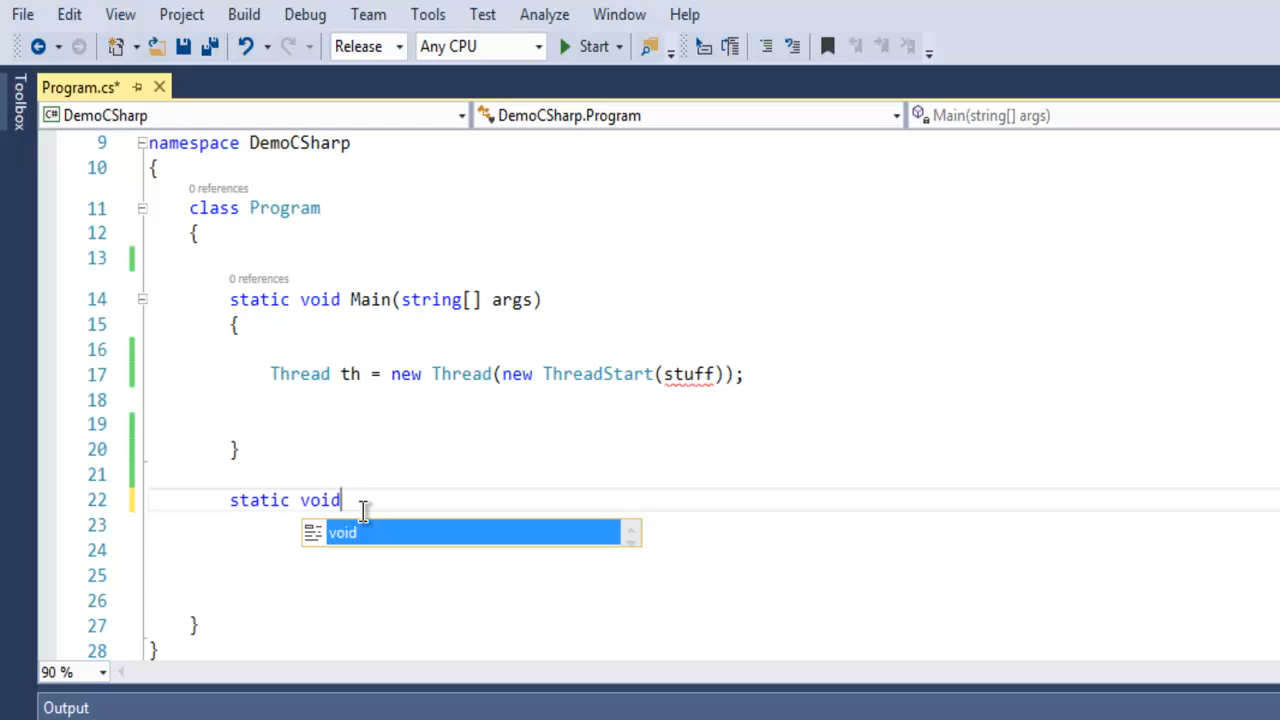 File Edit View Project Build Debug Team Tools Test Analyze Window Help
Release Any CPU Start
Toolbox
Program.cs*
DemoCSharp DemoCSharp.Program Main(string[] args)
9 namespace DemoCSharp
10 {
0 references
11 class Program
12 {
13
0 references
14 static void Main(string[] args)
15 {
16
17 Thread th = new Thread(new ThreadStart(stuff));
18
19
20 }
21
22 static void
void
23
24
25
26
27 }
28 }
90 %
Output